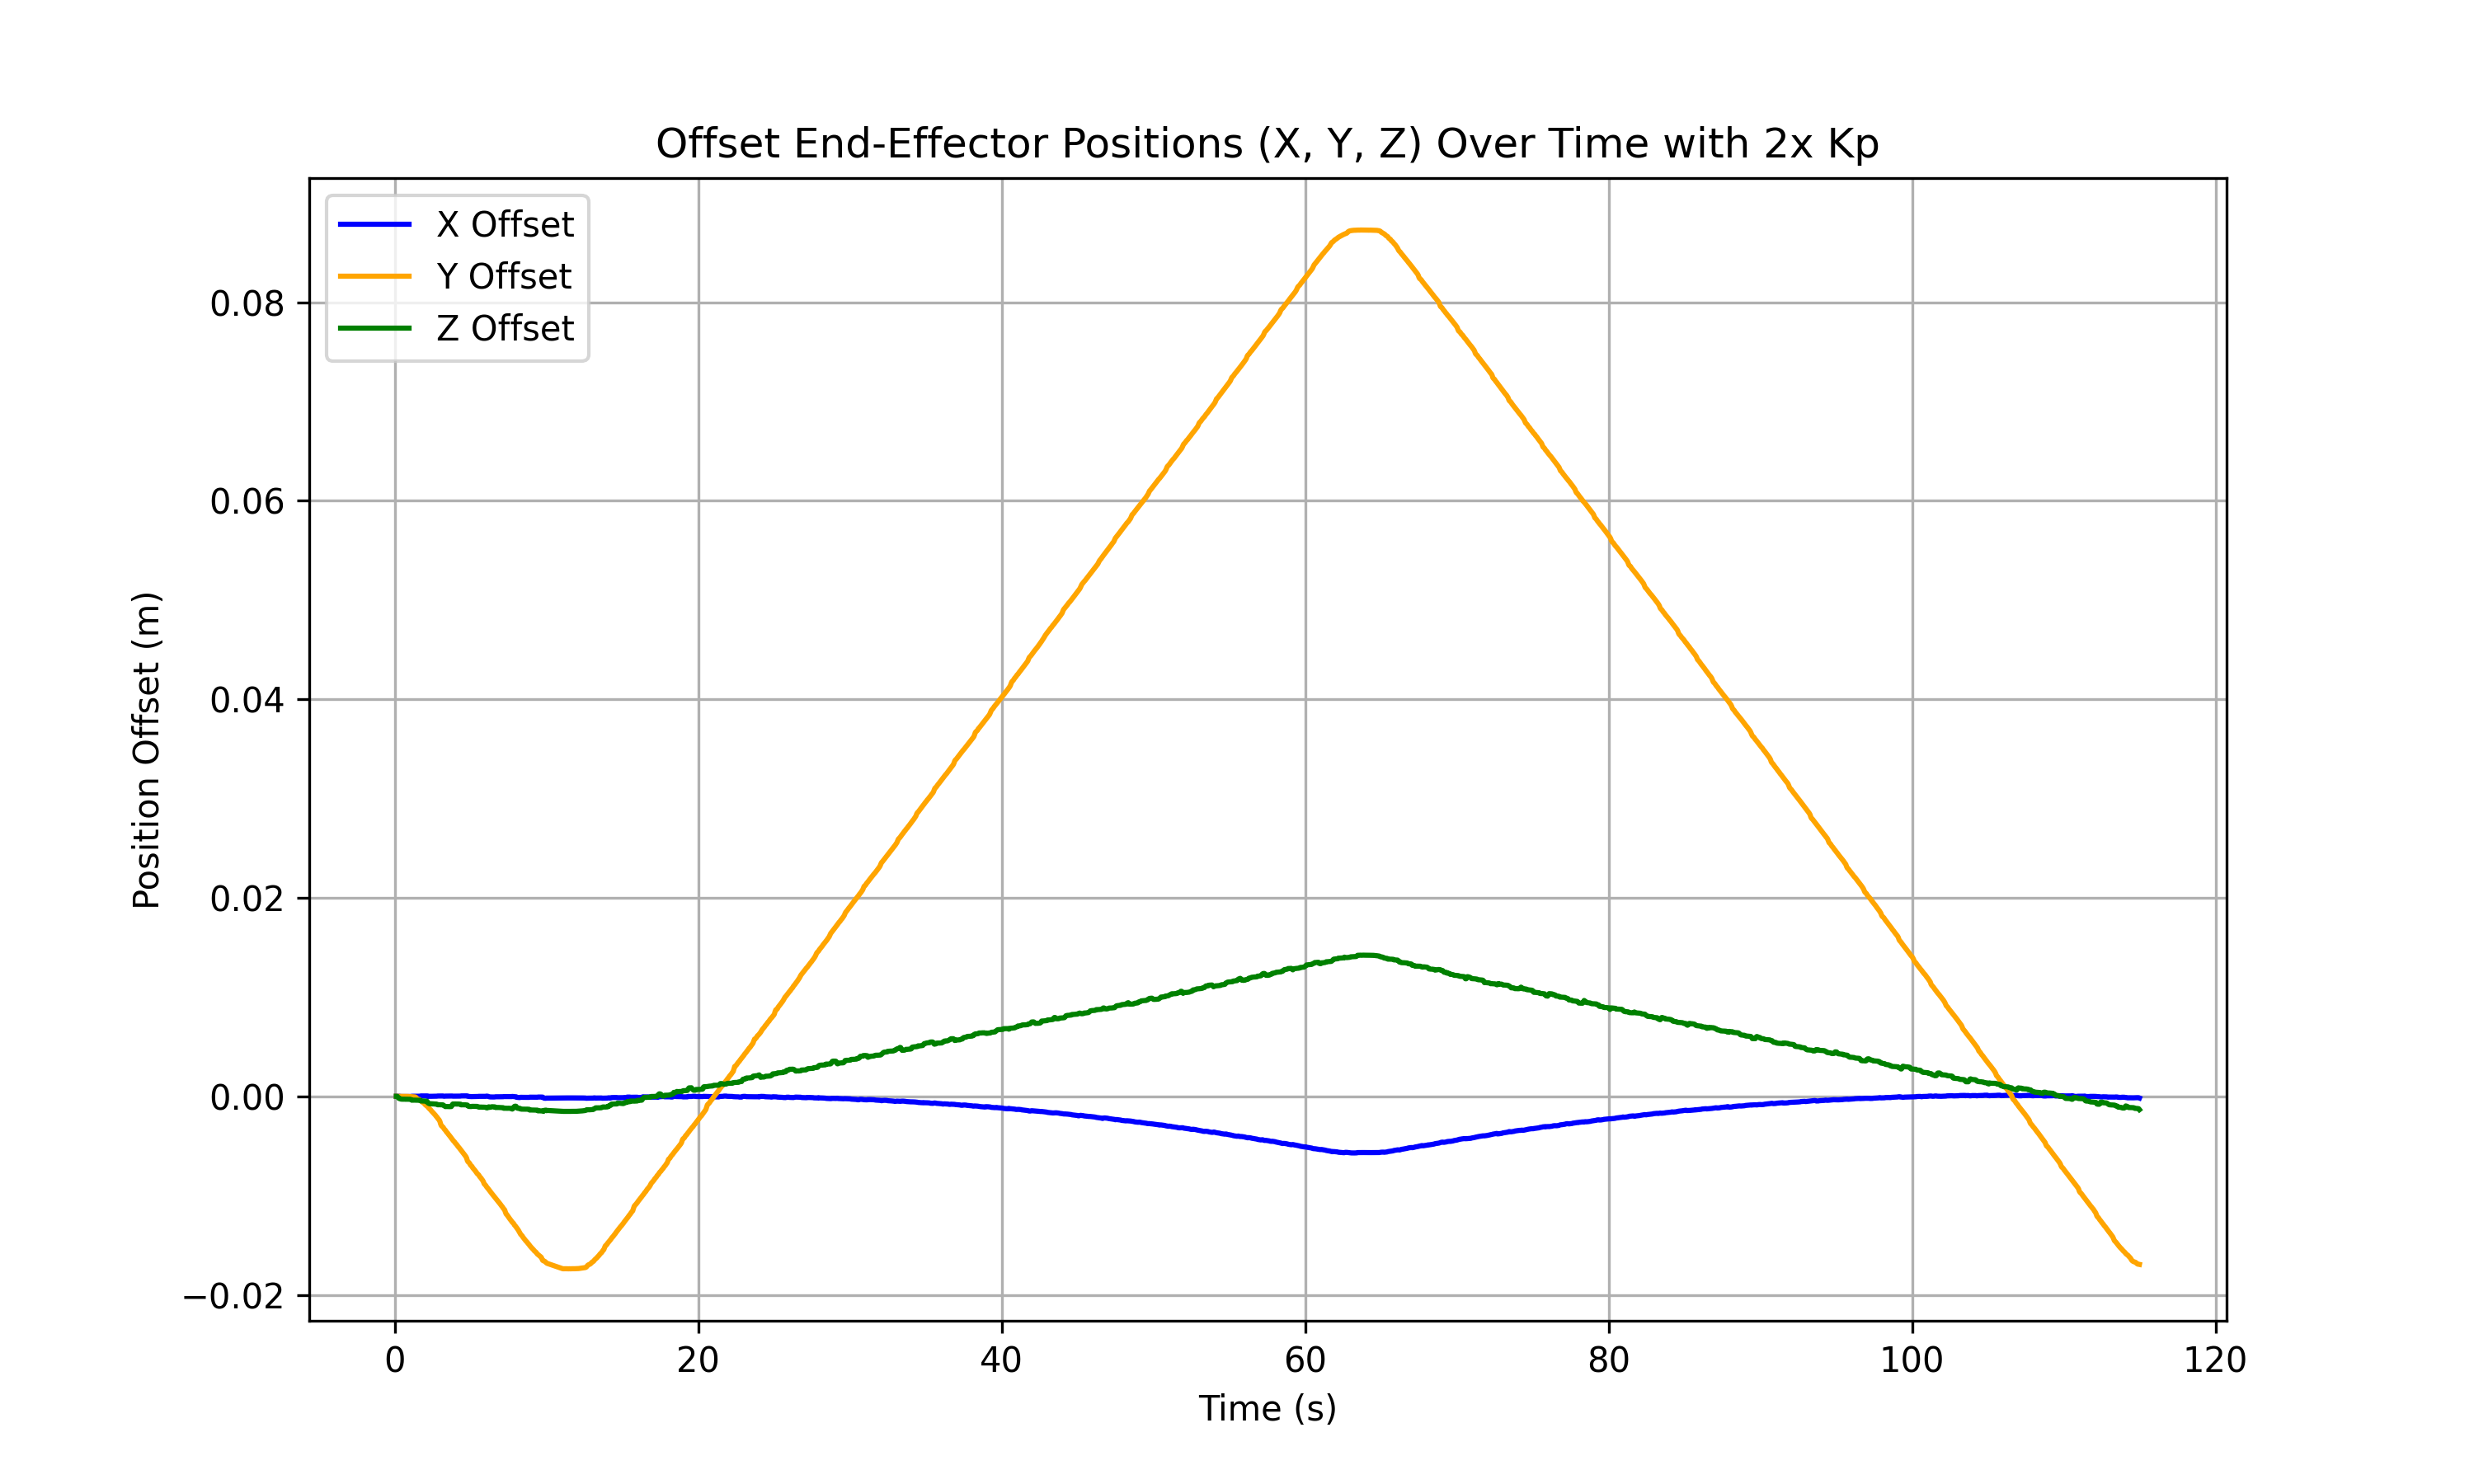 Offset End-Effector Positions (X, Y, Z) Over Time with 2x Kp
X Offset
Y Offset
Z Offset
Position Offset (m)
0.08
0.06
0.04
0.02
0.00
−0.02
0 20 40 60 80 100 120
Time (s)